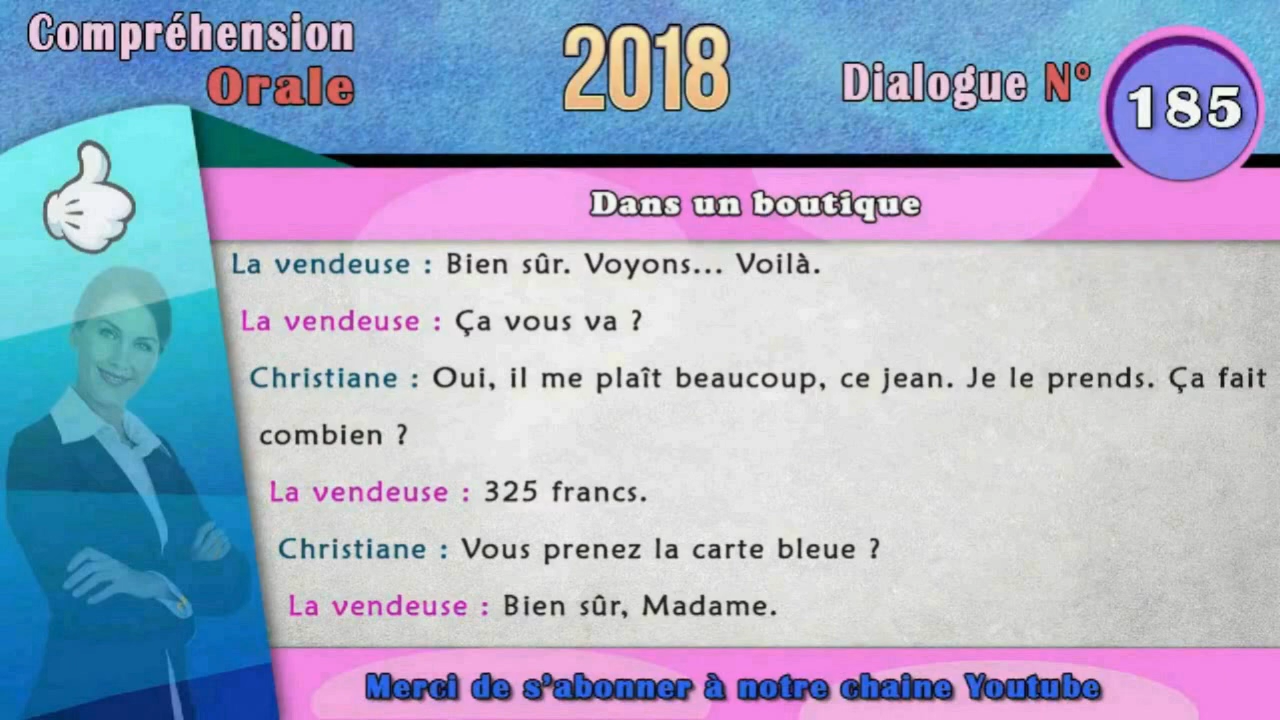 Compréhension
Orale
2018
Dialogue N°
185
Dans un boutique
La vendeuse : Bien sûr. Voyons... Voilà.
La vendeuse : Ça vous va ?
Christiane : Oui, il me plaît beaucoup, ce jean. Je le prends. Ça fait
combien ?
La vendeuse : 325 francs.
Christiane : Vous prenez la carte bleue ?
La vendeuse : Bien sûr, Madame.
Merci de s'abonner à notre chaine Youtube